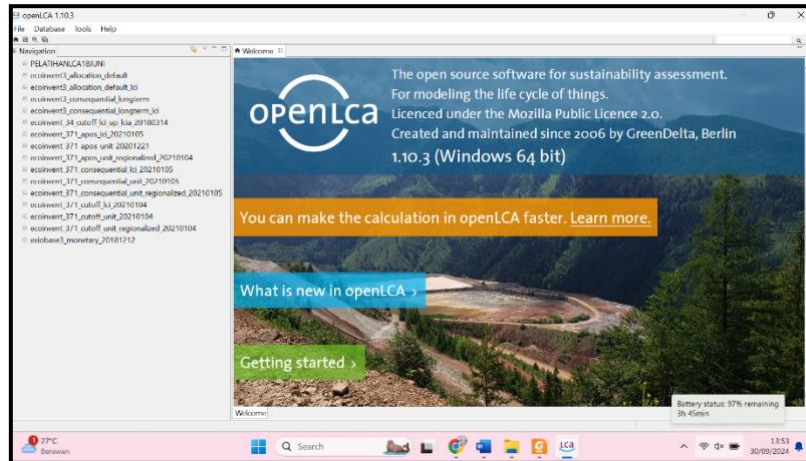 openLCA 1.10.3
File Database Tools Help
Navigation
Welcome
PELATIHANLCA18JUNI
ecoinvent3_allocation_default
ecoinvent3_allocation_default_lci
ecoinvent3_consequential_longterm
ecoinvent3_consequential_longterm_lci
ecoinvent_34_cutoff_lci_up_lcia_20180314
ecoinvent_371_apos_lci_20210105
ecoinvent_371_apos_unit_20201221
ecoinvent_371_apos_unit_regionalized_20210104
ecoinvent_371_consequential_lci_20210105
ecoinvent_371_consequential_unit_20210105
ecoinvent_371_consequential_unit_regionalized_20210105
ecoinvent_371_cutoff_lci_20210104
ecoinvent_371_cutoff_unit_20210104
ecoinvent_371_cutoff_unit_regionalized_20210104
exiobase3_monetary_20181212
openLCA
The open source software for sustainability assessment.
For modeling the life cycle of things.
Licenced under the Mozilla Public Licence 2.0.
Created and maintained since 2006 by GreenDelta, Berlin
1.10.3 (Windows 64 bit)
You can make the calculation in openLCA faster. Learn more.
What is new in openLCA ›
Getting started ›
Welcome
Battery status: 97% remaining
3h 45min
1
27°C
Berawan
Search
LCA
13:53
30/09/2024